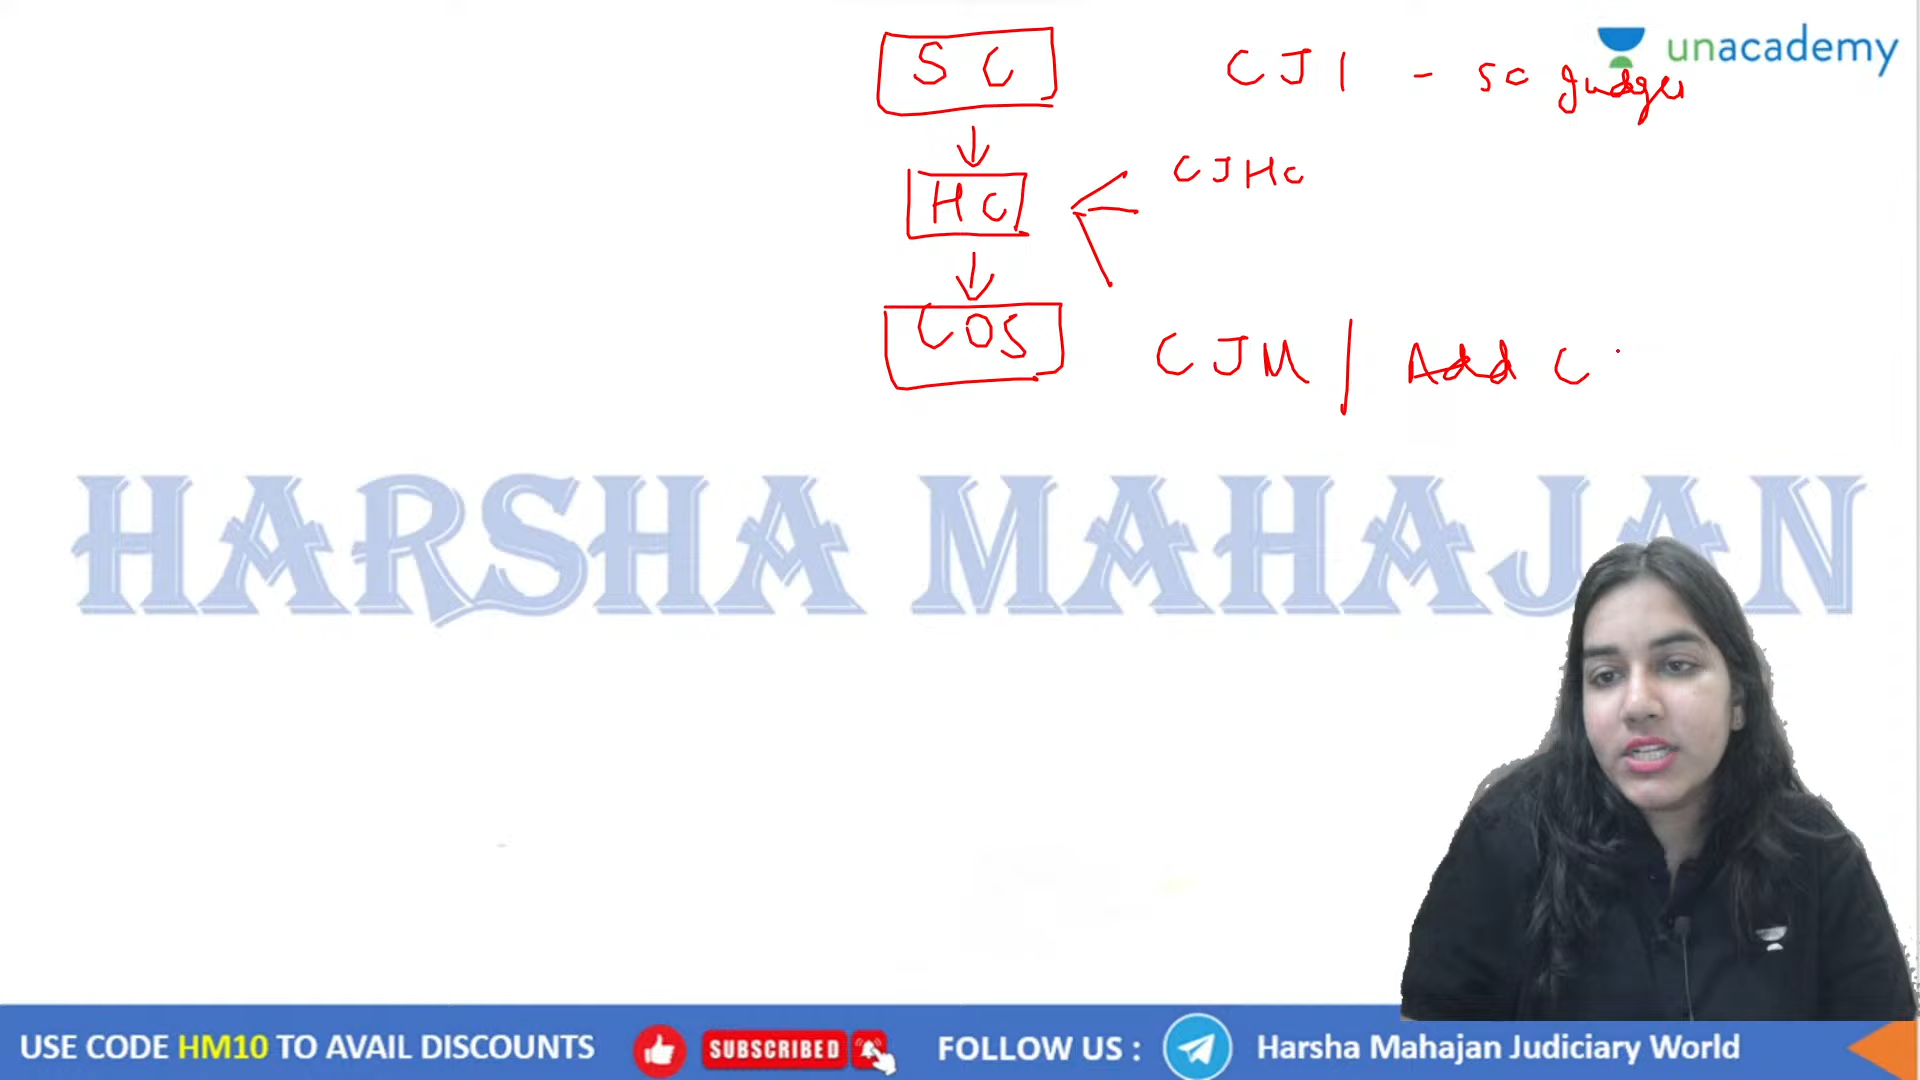 SC CJI - SC Judges
unacademy
HC CJHC
COS CJM | Add C
HARSHA MAHAJAN
USE CODE HM10 TO AVAIL DISCOUNTS SUBSCRIBED FOLLOW US : Harsha Mahajan Judiciary World